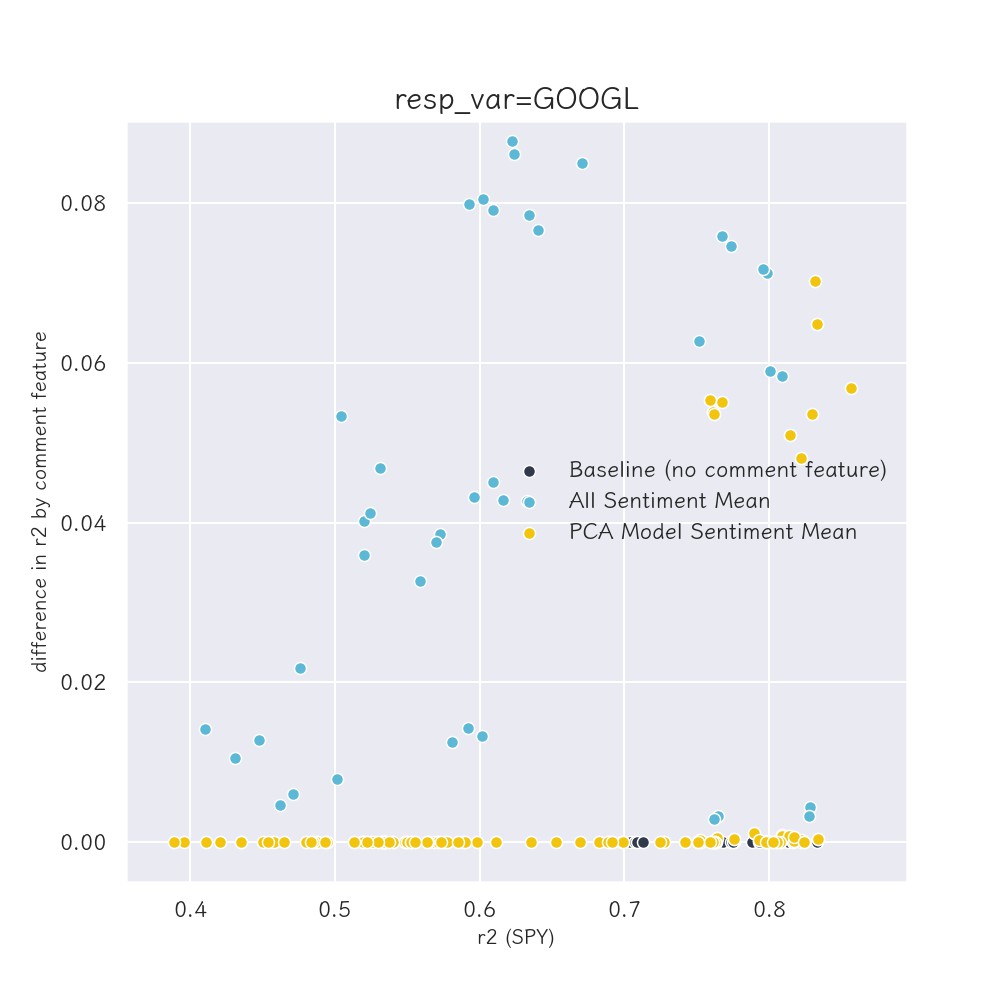 resp_var=GOOGL
0.08
0.06
0.04
0.02
0.00
difference in r2 by comment feature
Baseline (no comment feature)
All Sentiment Mean
PCA Model Sentiment Mean
0.4 0.5 0.6 0.7 0.8
r2 (SPY)